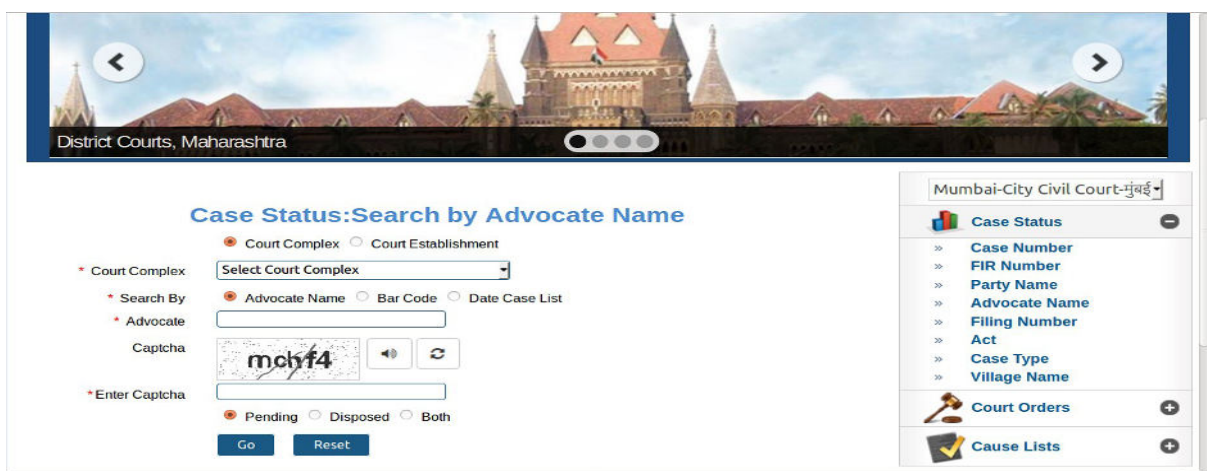 District Courts, Maharashtra
Case Status:Search by Advocate Name
Court Complex Court Establishment
* Court Complex Select Court Complex
* Search By Advocate Name Bar Code Date Case List
* Advocate
Captcha mchf4
*Enter Captcha
Pending Disposed Both
Go Reset
Mumbai-City Civil Court-मुंबई
Case Status
» Case Number
» FIR Number
» Party Name
» Advocate Name
» Filing Number
» Act
» Case Type
» Village Name
Court Orders
Cause Lists